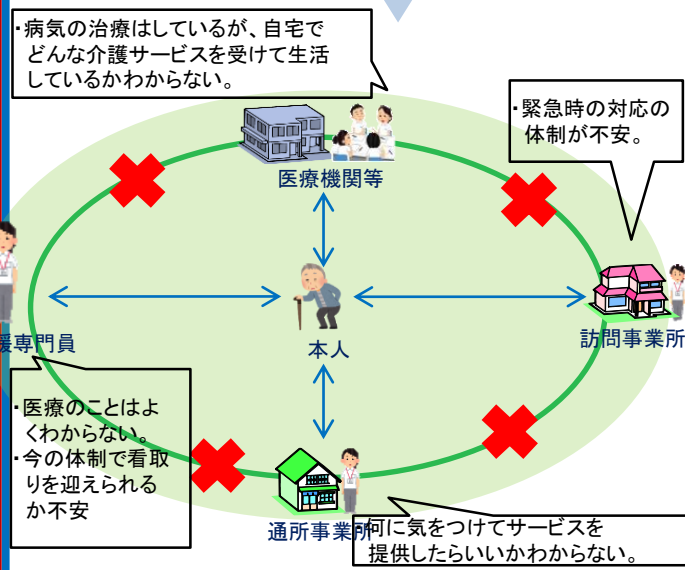 ・病気の治療はしているが、自宅で
どんな介護サービスを受けて生活
しているかわからない。
・緊急時の対応の
体制が不安。
医療機関等
援専門員
本人
訪問事業所
・医療のことはよ
くわからない。
・今の体制で看取
りを迎えられる
か不安
通所事業所
・何に気をつけてサービスを
提供したらいいかわからない。